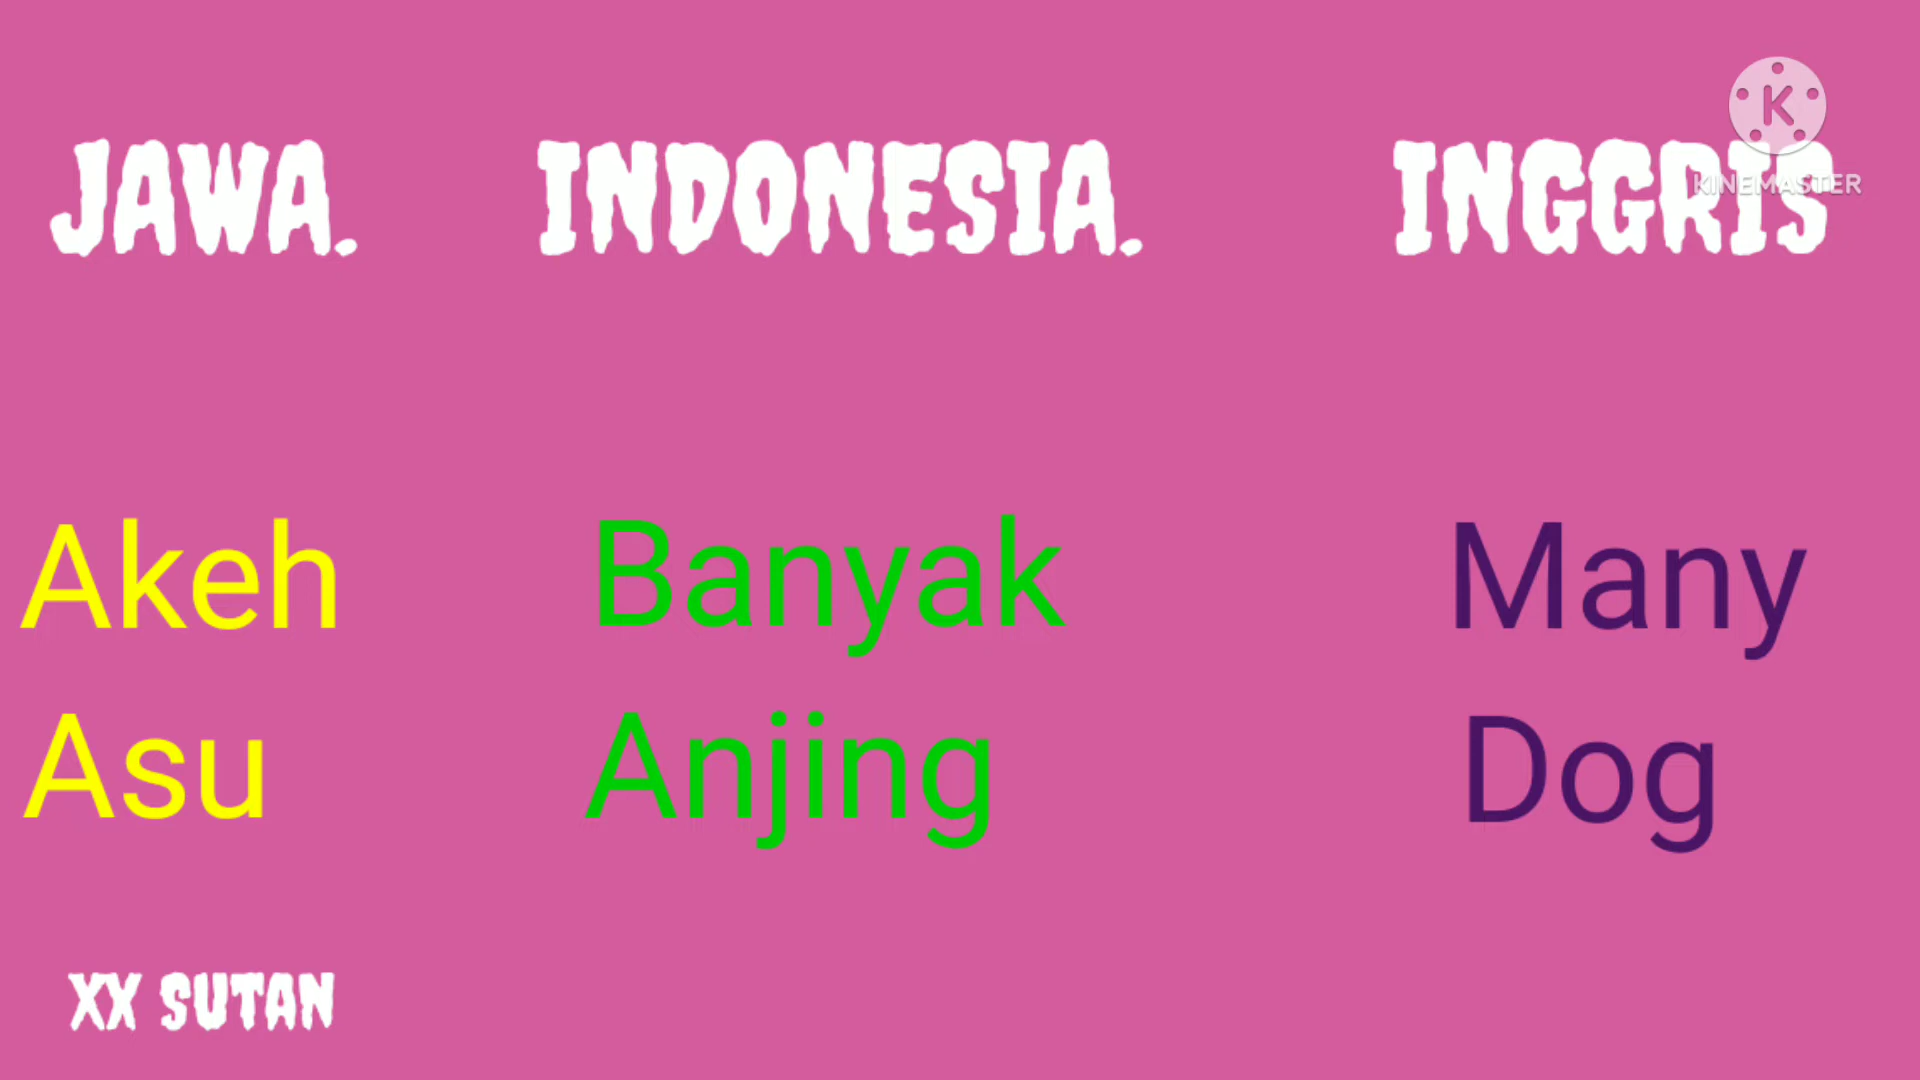 JAWA. INDONESIA. INGGRIS
K
KINEMASTER
Akeh Banyak Many
Asu Anjing Dog
XX SUTAN